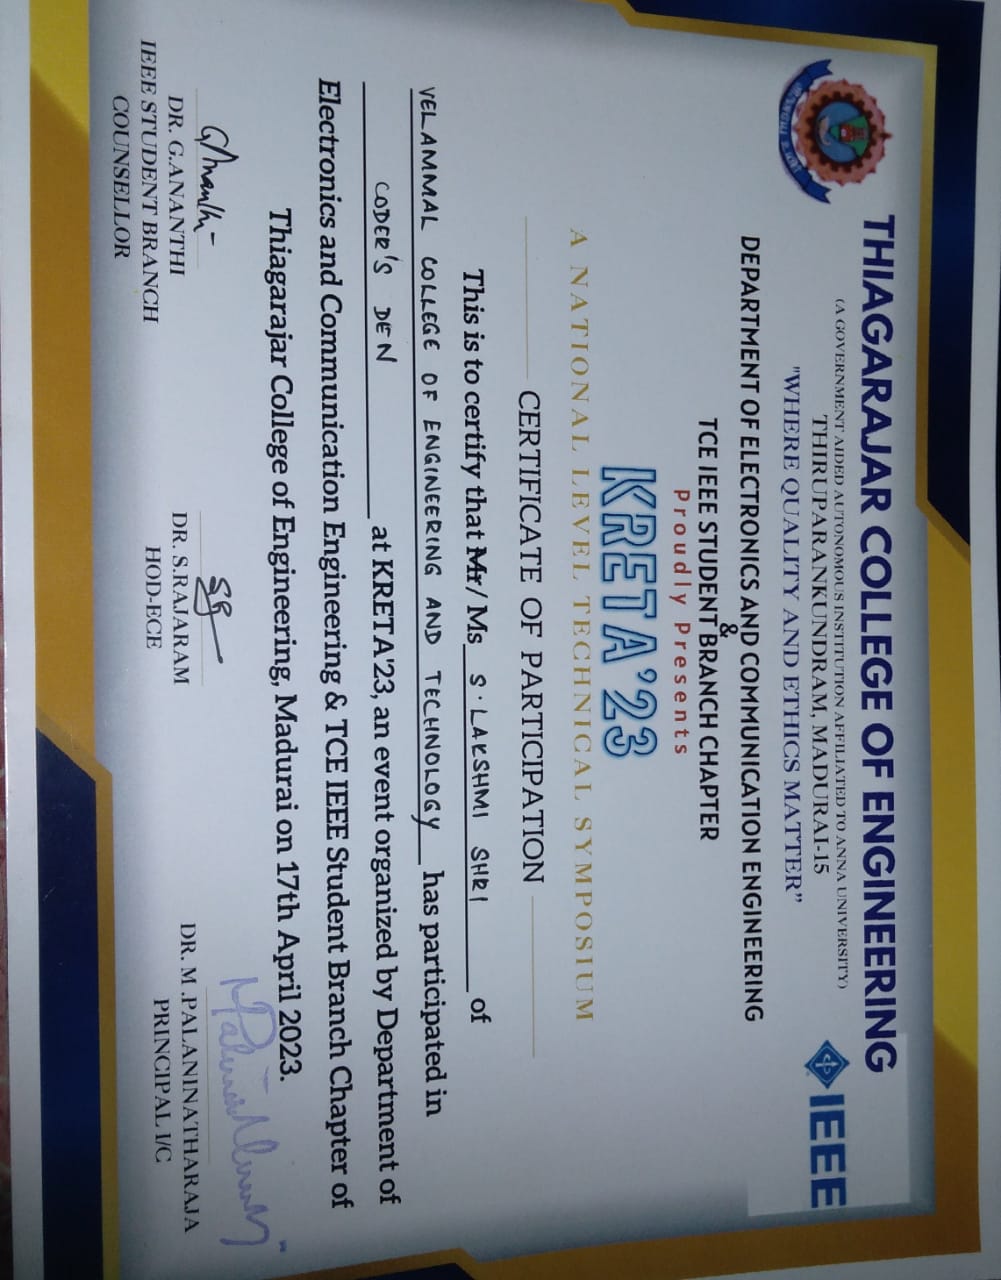 THIAGARAJAR COLLEGE OF ENGINEERING
(A GOVERNMENT AIDED AUTONOMOUS INSTITUTION AFFILIATED TO ANNA UNIVERSITY)
THIRUPARANKUNDRAM, MADURAI-15
"WHERE QUALITY AND ETHICS MATTER”
IEEE
DEPARTMENT OF ELECTRONICS AND COMMUNICATION ENGINEERING
&
TCE IEEE STUDENT BRANCH CHAPTER
Proudly Presents
KRETA'23
A NATIONAL LEVEL TECHNICAL SYMPOSIUM
CERTIFICATE OF PARTICIPATION
This is to certify that Mr/ Ms S. LAKSHMI SHRI of
VELAMMAL COLLEGE OF ENGINEERING AND TECHNOLOGY has participated in
CODER'S DEN at KRETA'23, an event organized by Department of
Electronics and Communication Engineering & TCE IEEE Student Branch Chapter of
Thiagarajar College of Engineering, Madurai on 17th April 2023.
G.Ananthi
DR. G.ANANTHI
IEEE STUDENT BRANCH
COUNSELLOR
DR. S.RAJARAM
HOD-ECE
DR. M .PALANINATHARAJA
PRINCIPAL I/C